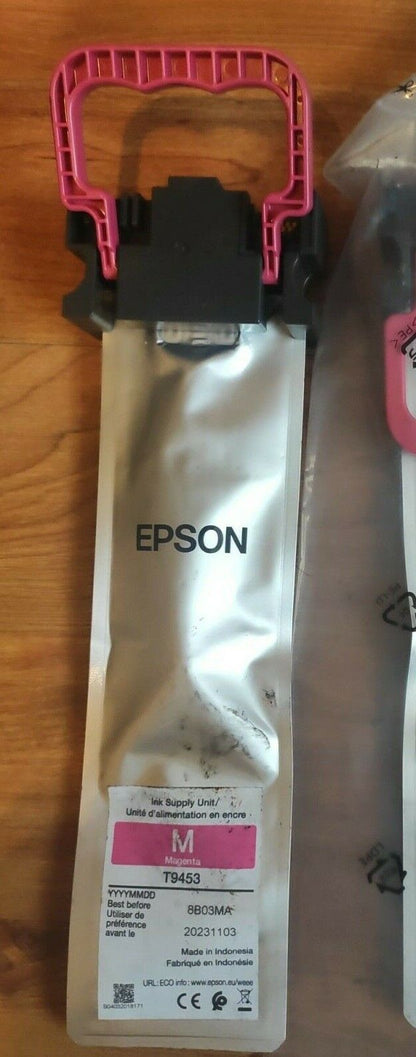 EPSON
Ink Supply Unit/
Unité d'alimentation en encre
M
Magenta
T9453
YYYYMMDD
Best before
Utiliser de
préférence
avant le
8B03MA
20231103
Made in Indonesia
Fabriqué en Indonésie
URL: ECO info: www.epson.eu/weee
CE